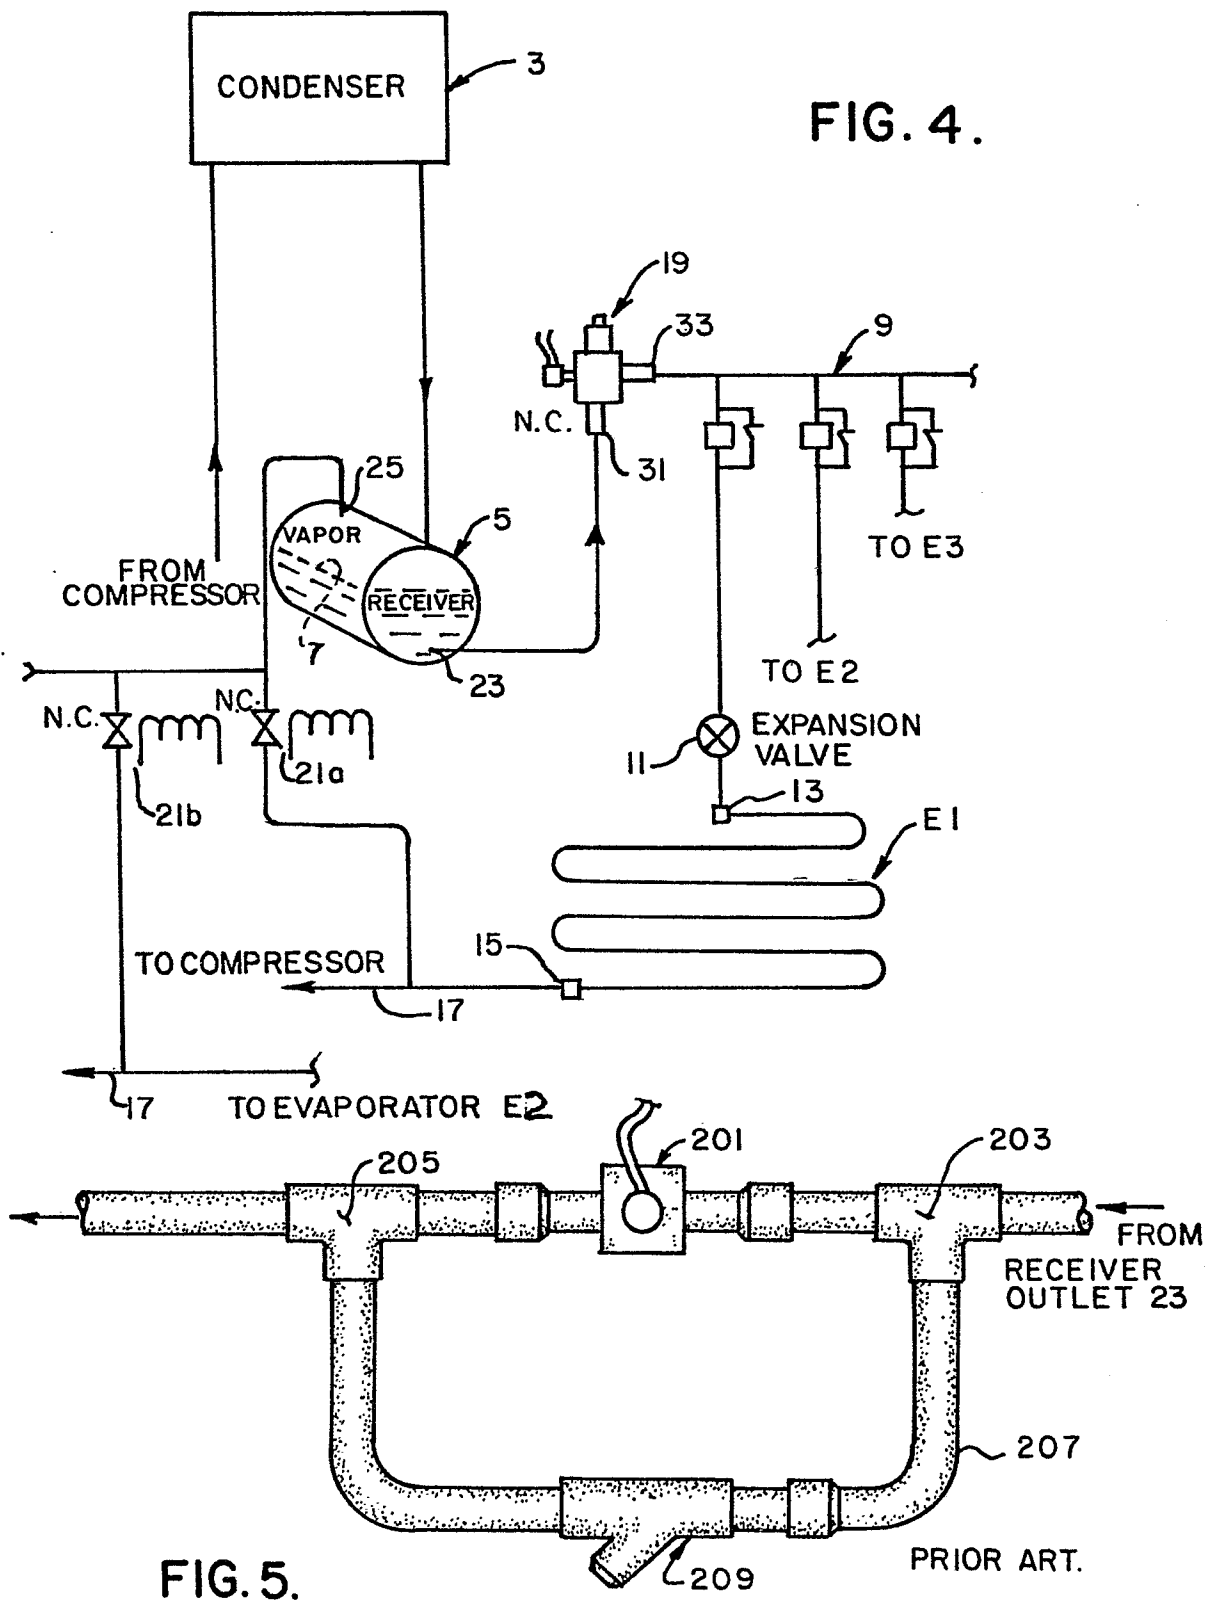 CONDENSER
3
FIG. 4.
19
33
9
N.C.
31
25
VAPOR
5
TO E3
FROM
COMPRESSOR
RECEIVER
7
23
TO E2
N.C.
N.C.
21a
21b
EXPANSION
VALVE
11
13
E1
15
TO COMPRESSOR
17
17
TO EVAPORATOR E2
201
203
205
FROM
RECEIVER
OUTLET 23
207
209
PRIOR ART.
FIG. 5.